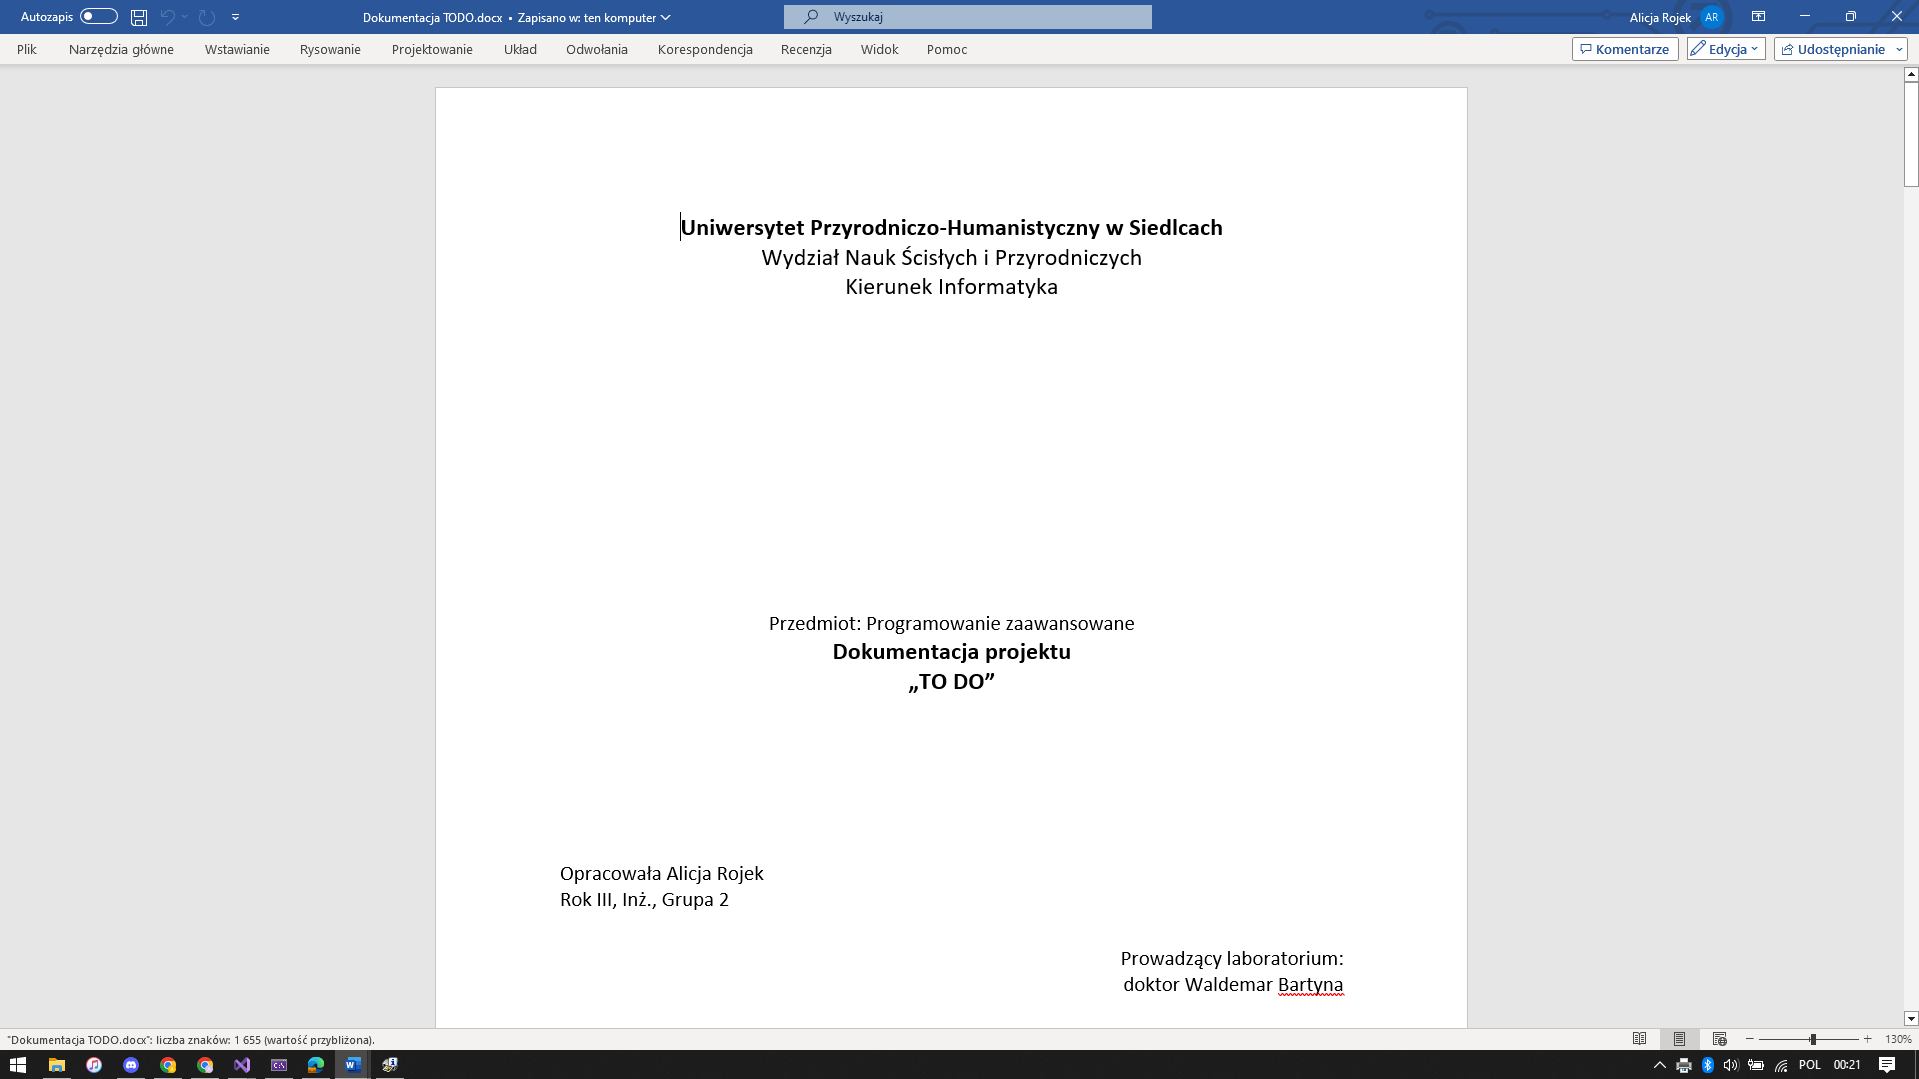 Autozapis
Dokumentacja TODO.docx • Zapisano w: ten komputer
Wyszukaj
Alicja Rojek AR
Plik Narzędzia główne Wstawianie Rysowanie Projektowanie Układ Odwołania Korespondencja Recenzja Widok Pomoc
Komentarze Edycja Udostępnianie
Uniwersytet Przyrodniczo-Humanistyczny w Siedlcach
Wydział Nauk Ścisłych i Przyrodniczych
Kierunek Informatyka
Przedmiot: Programowanie zaawansowane
Dokumentacja projektu
„TO DO”
Opracowała Alicja Rojek
Rok III, Inż., Grupa 2
Prowadzący laboratorium:
doktor Waldemar Bartyna
"Dokumentacja TODO.docx": liczba znaków: 1 655 (wartość przybliżona).
130%
POL 00:21